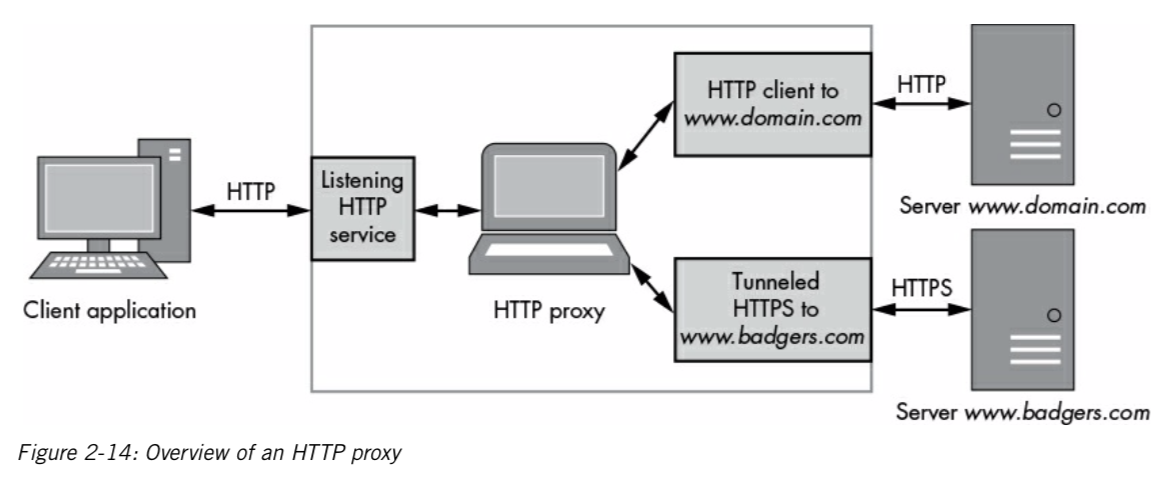 Client application
HTTP
Listening
HTTP
service
HTTP proxy
HTTP client to
www.domain.com
HTTP
Server www.domain.com
Tunneled
HTTPS to
www.badgers.com
HTTPS
Server www.badgers.com
Figure 2-14: Overview of an HTTP proxy